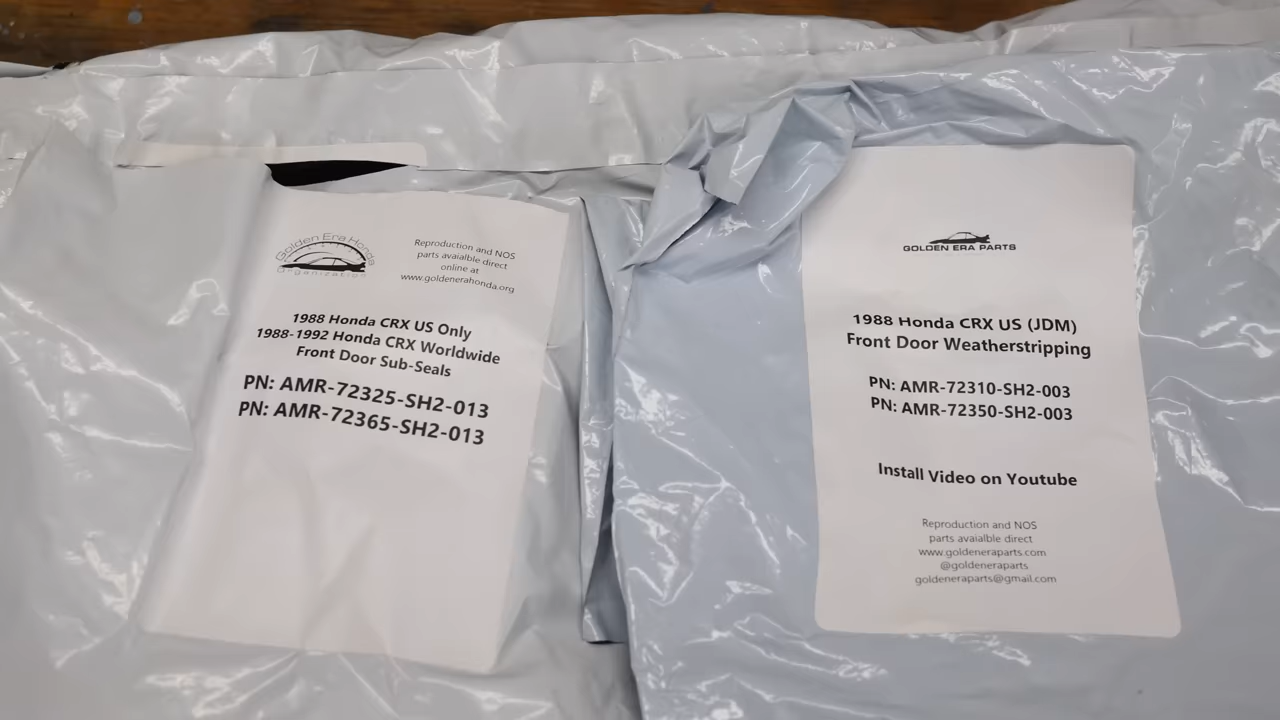 Golden Era Honda
Organization
Reproduction and NOS
parts avaialble direct
online at
www.goldenerahonda.org
1988 Honda CRX US Only
1988-1992 Honda CRX Worldwide
Front Door Sub-Seals
PN: AMR-72325-SH2-013
PN: AMR-72365-SH2-013
GOLDEN ERA PARTS
1988 Honda CRX US (JDM)
Front Door Weatherstripping
PN: AMR-72310-SH2-003
PN: AMR-72350-SH2-003
Install Video on Youtube
Reproduction and NOS
parts avaialble direct
www.goldeneraparts.com
@goldeneraparts
goldeneraparts@gmail.com